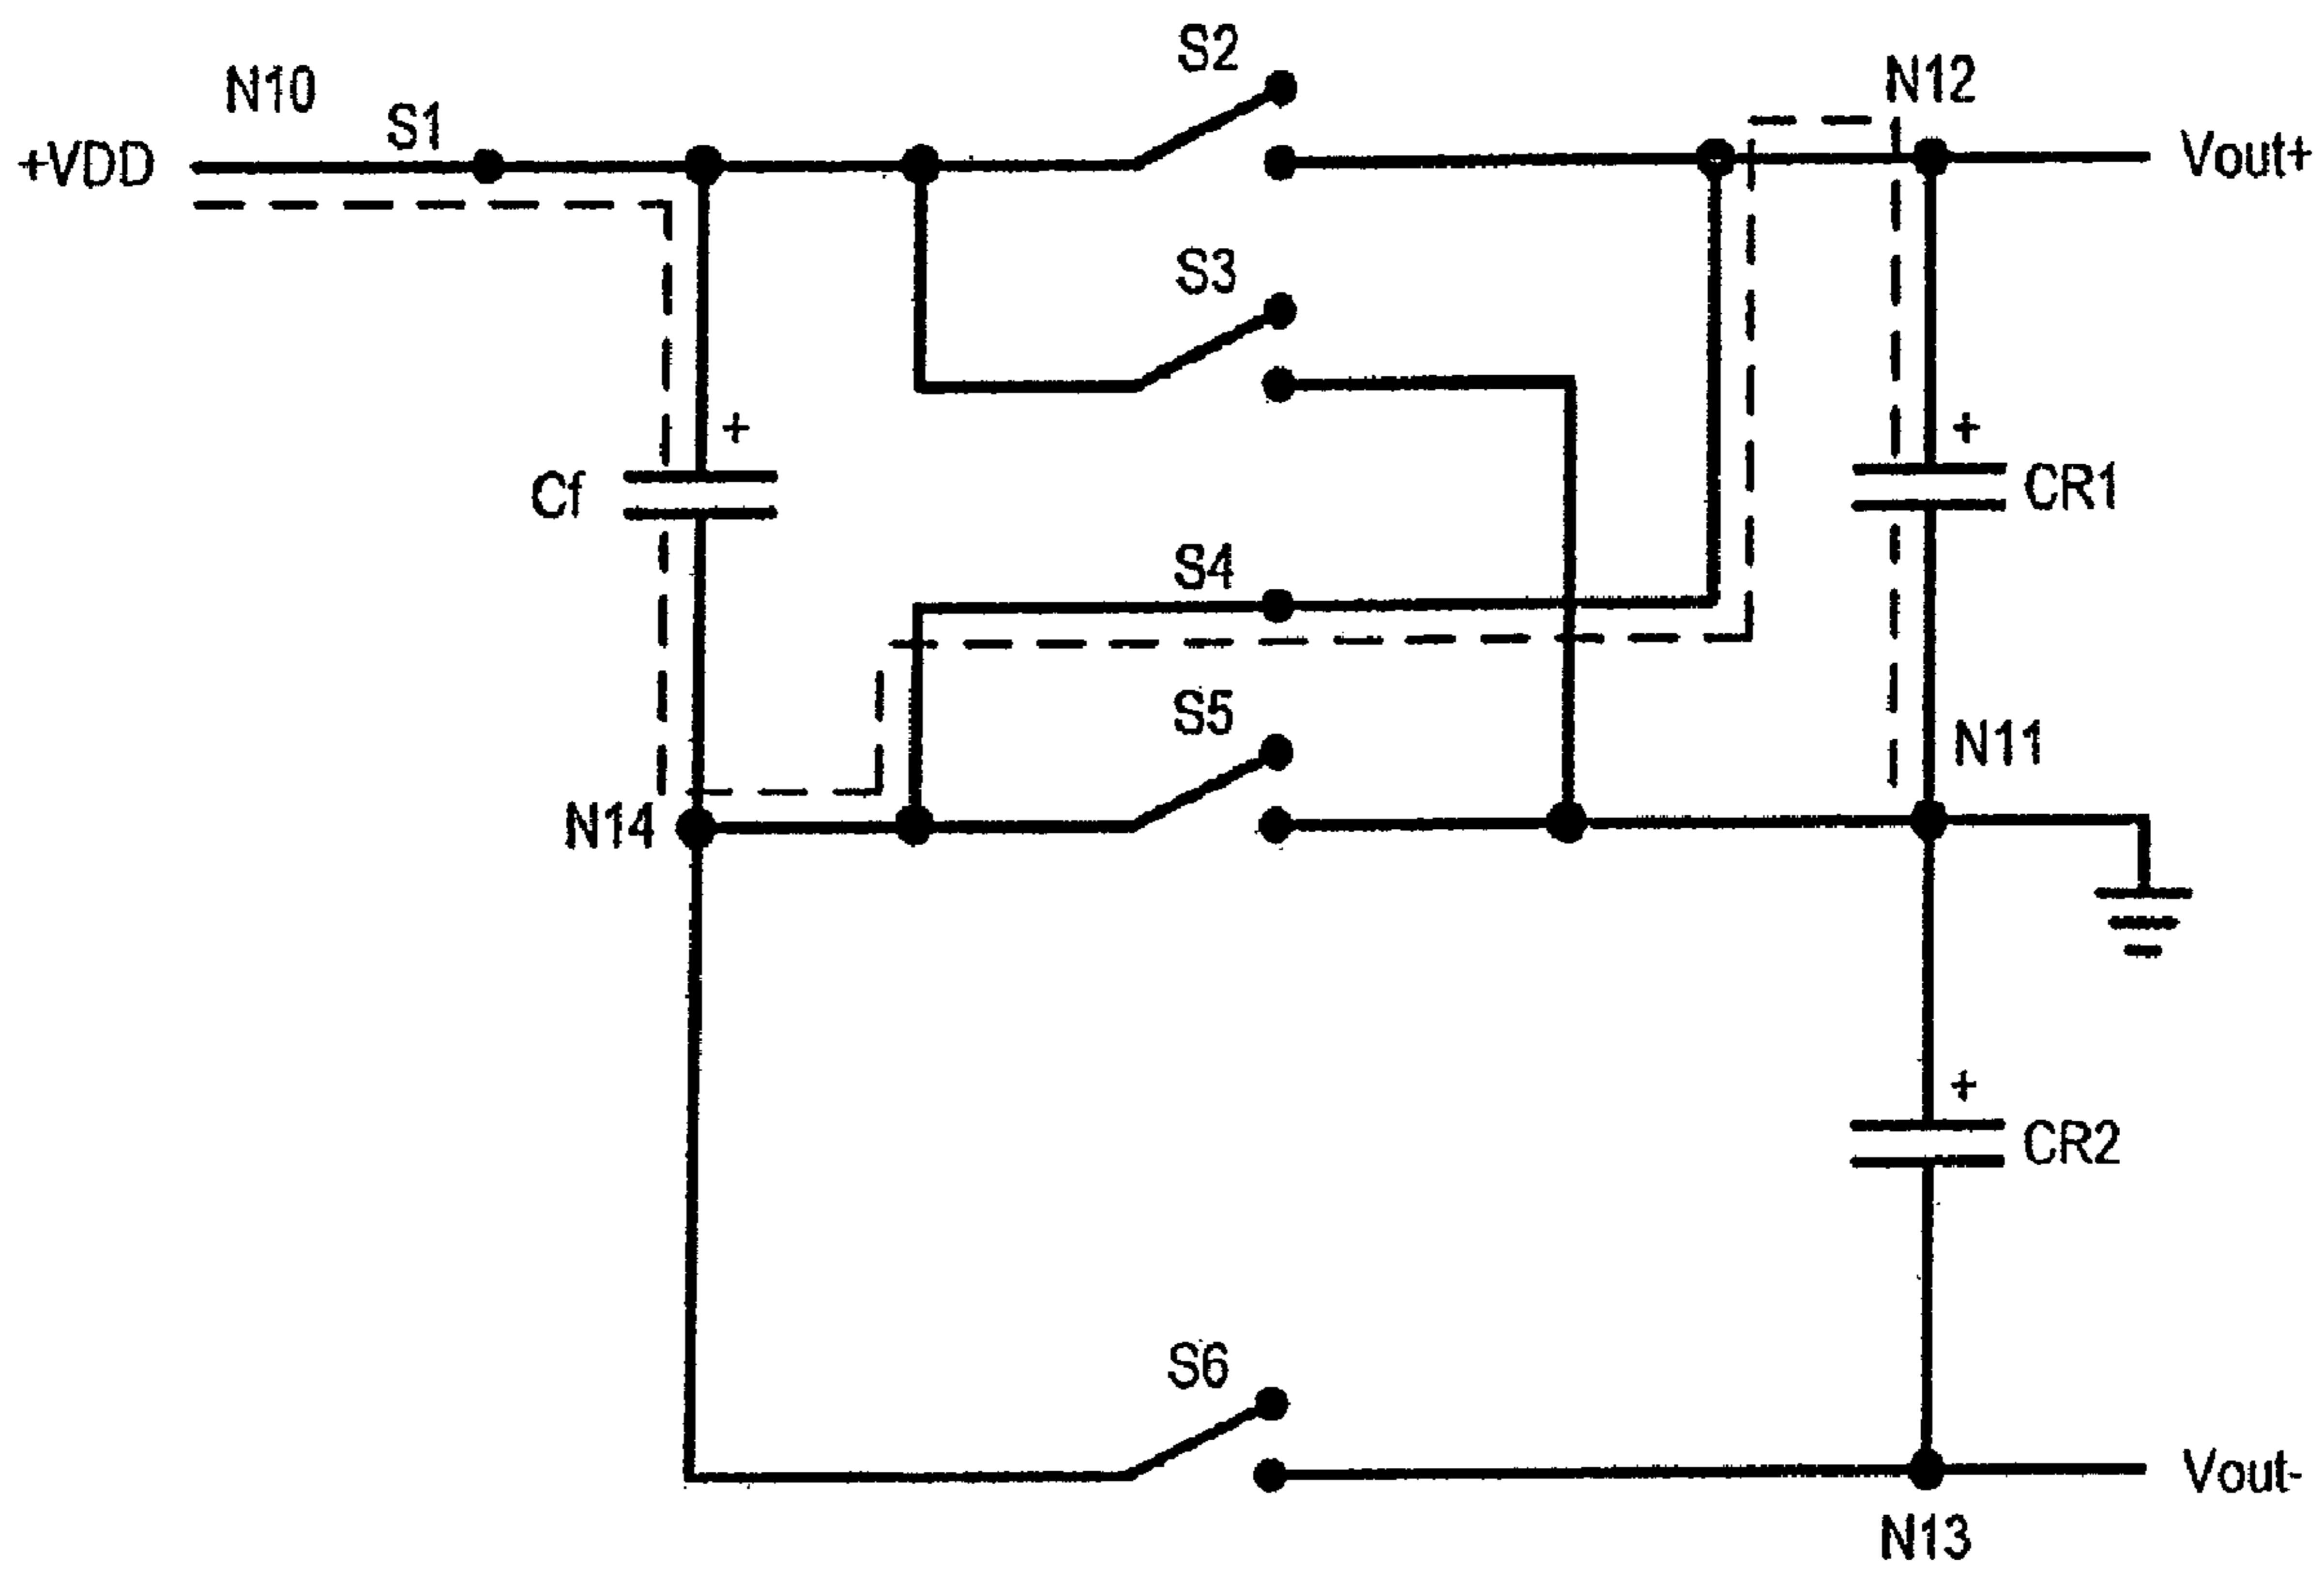 S2
N10
N12
S1
+VDD
Vout+
S3
+
+
Cf
CR1
S4
S5
N11
N14
+
CR2
S6
Vout-
N13